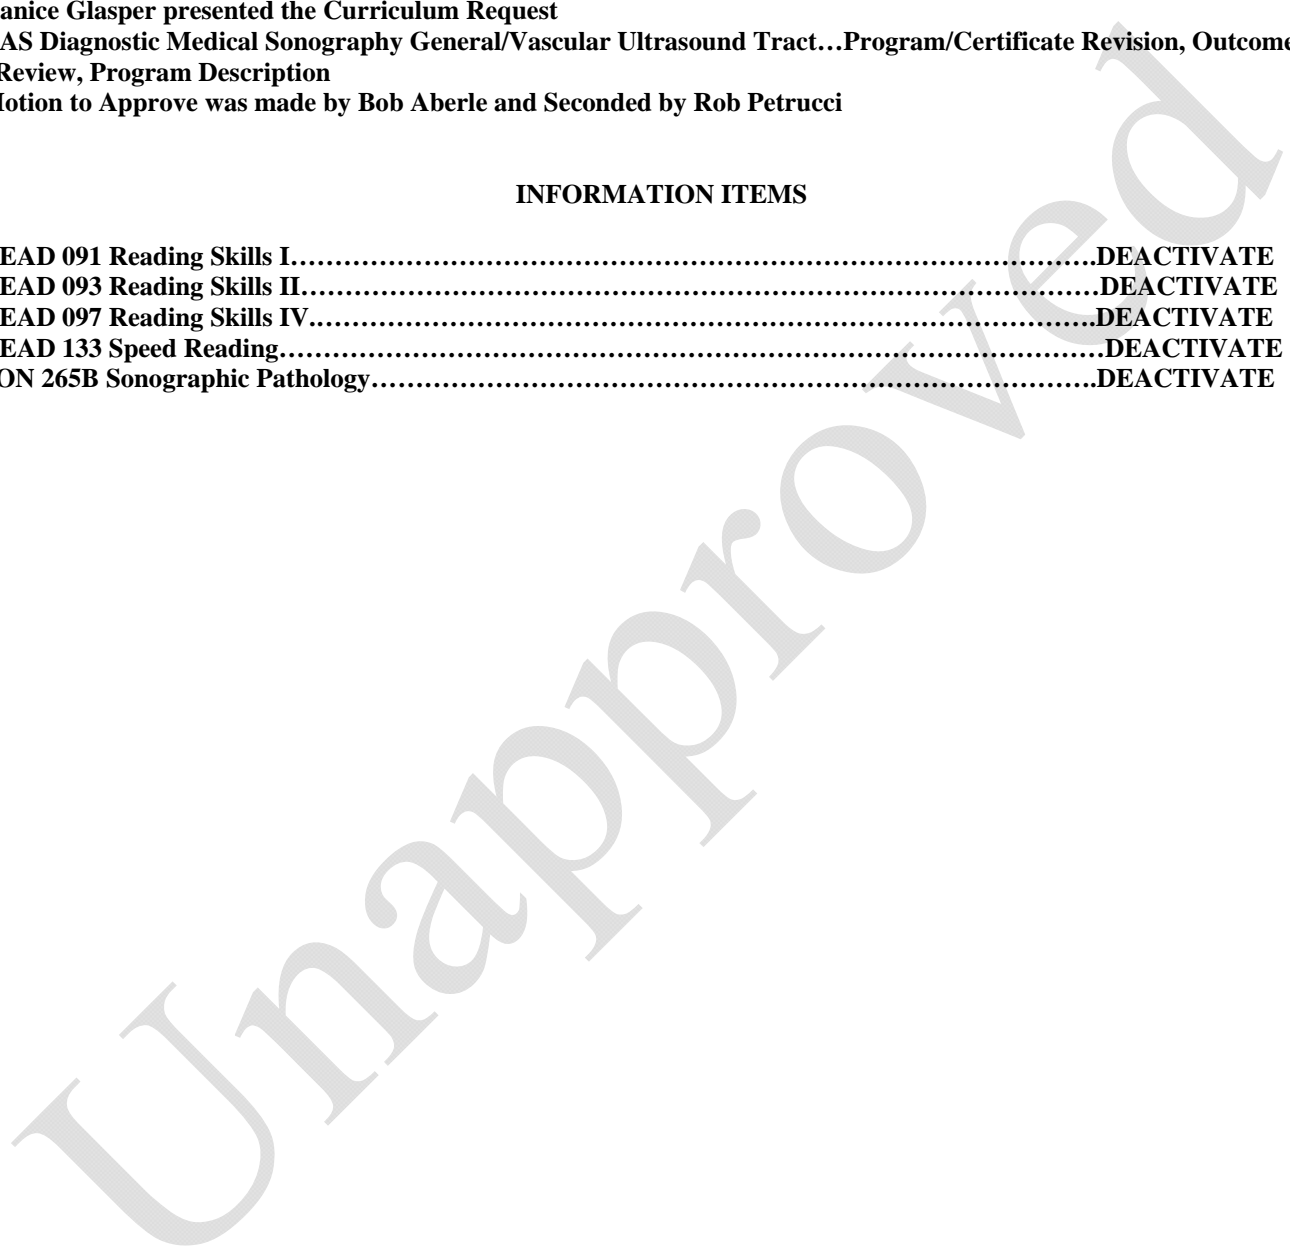 anice Glasper presented the Curriculum Request
AS Diagnostic Medical Sonography General/Vascular Ultrasound Tract…Program/Certificate Revision, Outcome
Review, Program Description
Motion to Approve was made by Bob Aberle and Seconded by Rob Petrucci
INFORMATION ITEMS
EAD 091 Reading Skills I……………………………………………………………………………….DEACTIVATE
EAD 093 Reading Skills II………………………………………………………………………………DEACTIVATE
EAD 097 Reading Skills IV……………………………………………………………………………..DEACTIVATE
EAD 133 Speed Reading…………………………………………………………………………………DEACTIVATE
ON 265B Sonographic Pathology……………………………………………………………………….DEACTIVATE
Unapproved